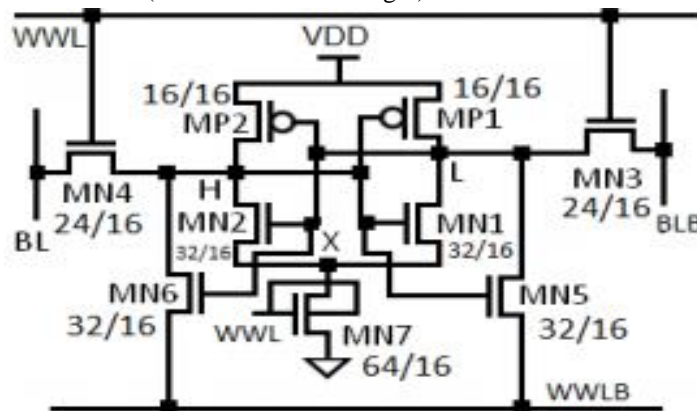 WWL
VDD
16/16
16/16
MP2
MP1
H
L
MN4
24/16
MN2
32/16
X
MN1
32/16
MN3
24/16
BL
BLB
MN6
32/16
WWL
MN7
64/16
MN5
32/16
WWLB